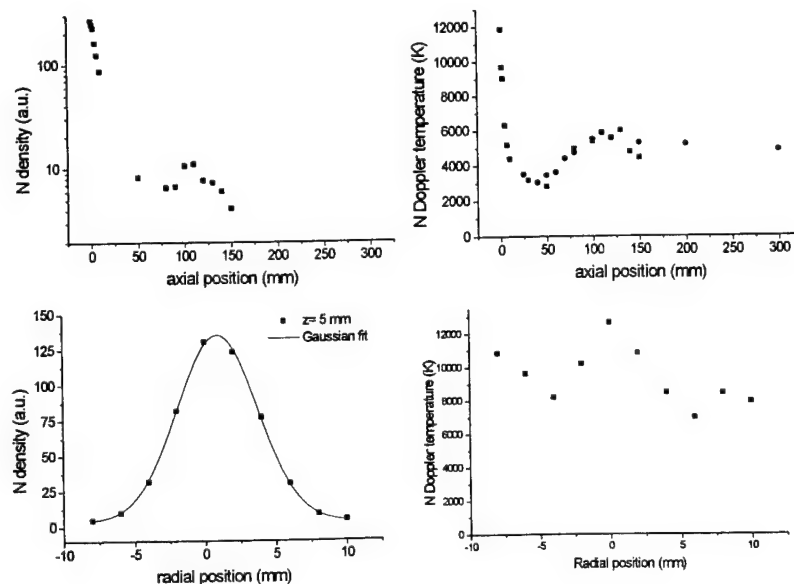 N density (a.u.)
100
10
0 50 100 150 200 250 300
axial position (mm)
N Doppler temperature (K)
12000
10000
8000
6000
4000
2000
0
0 50 100 150 200 250 300
axial position (mm)
N density (a.u.)
150
125
100
75
50
25
0
z= 5 mm
Gaussian fit
-10 -5 0 5 10
radial position (mm)
N Doppler temperature (K)
12000
10000
8000
6000
4000
2000
0
-10 -5 0 5 10
Radial position (mm)